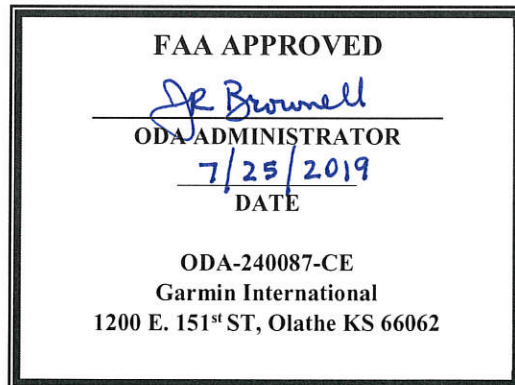 FAA APPROVED
JR Brownell
ODA ADMINISTRATOR
7/25/2019
DATE
ODA-240087-CE
Garmin International
1200 E. 151st ST, Olathe KS 66062